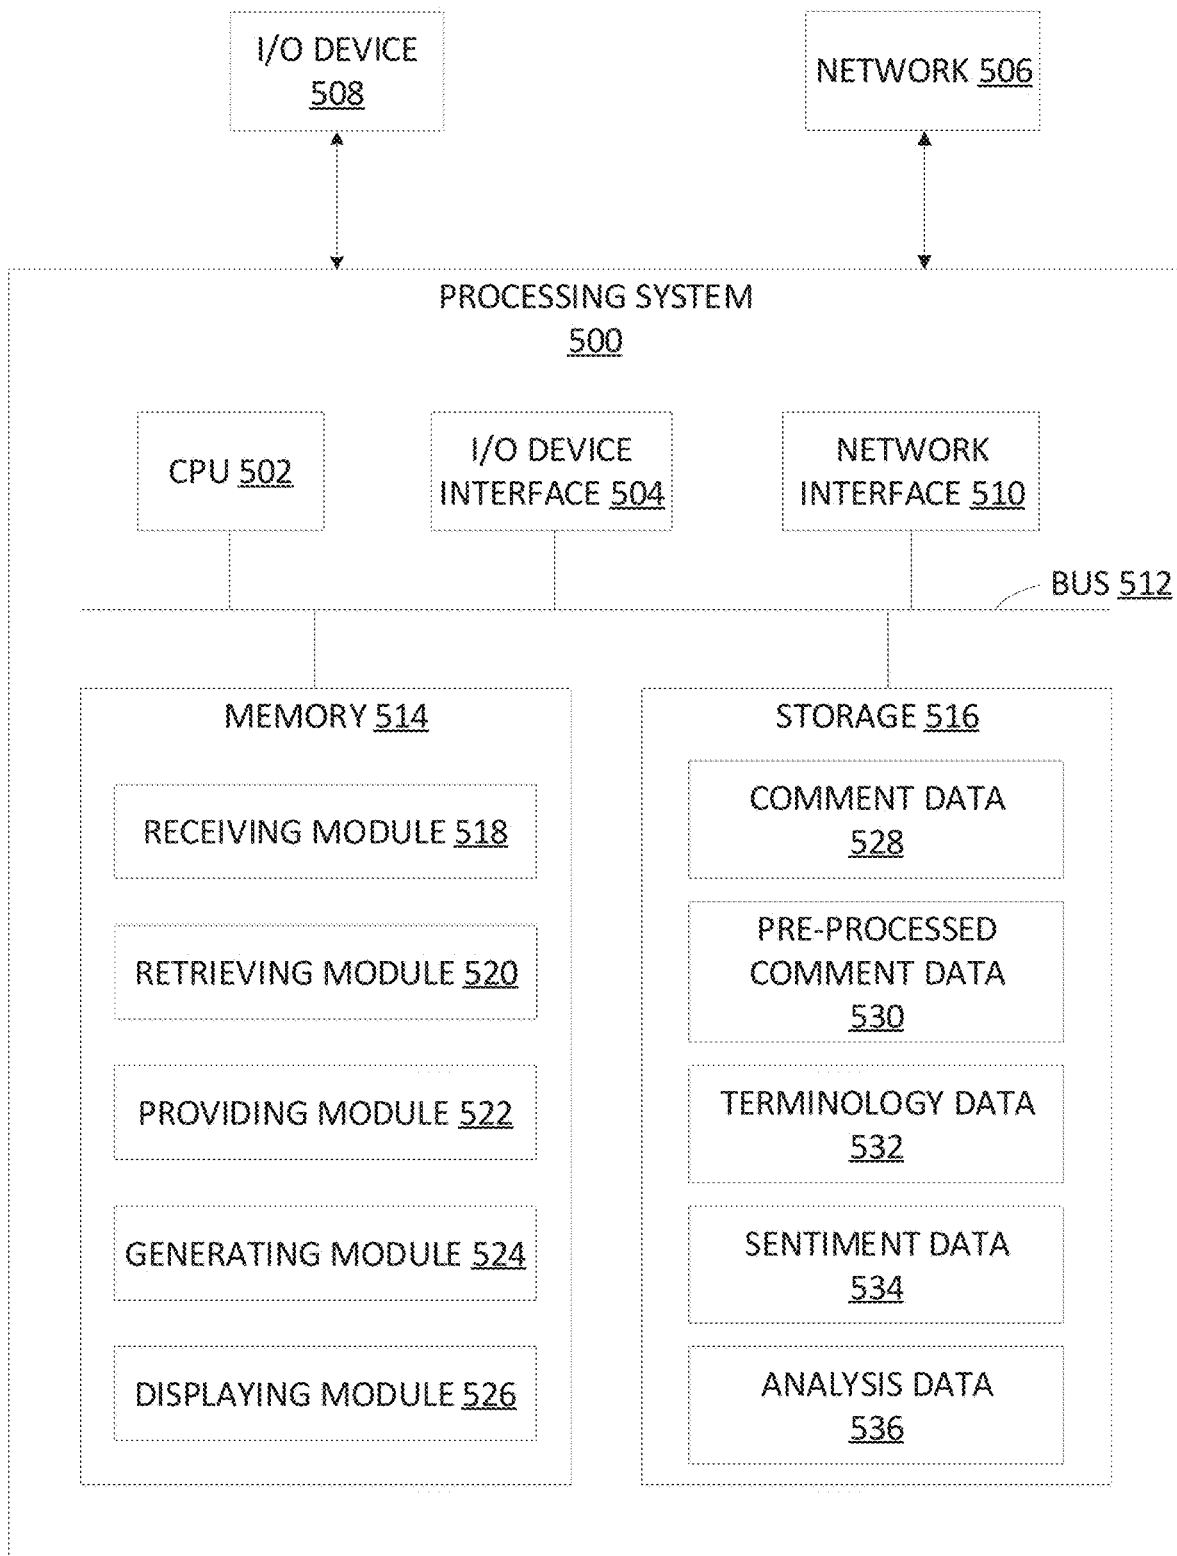 I/O DEVICE
508
NETWORK 506
PROCESSING SYSTEM
500
CPU 502
I/O DEVICE
INTERFACE 504
NETWORK
INTERFACE 510
BUS 512
MEMORY 514
RECEIVING MODULE 518
RETRIEVING MODULE 520
PROVIDING MODULE 522
GENERATING MODULE 524
DISPLAYING MODULE 526
STORAGE 516
COMMENT DATA
528
PRE-PROCESSED
COMMENT DATA
530
TERMINOLOGY DATA
532
SENTIMENT DATA
534
ANALYSIS DATA
536